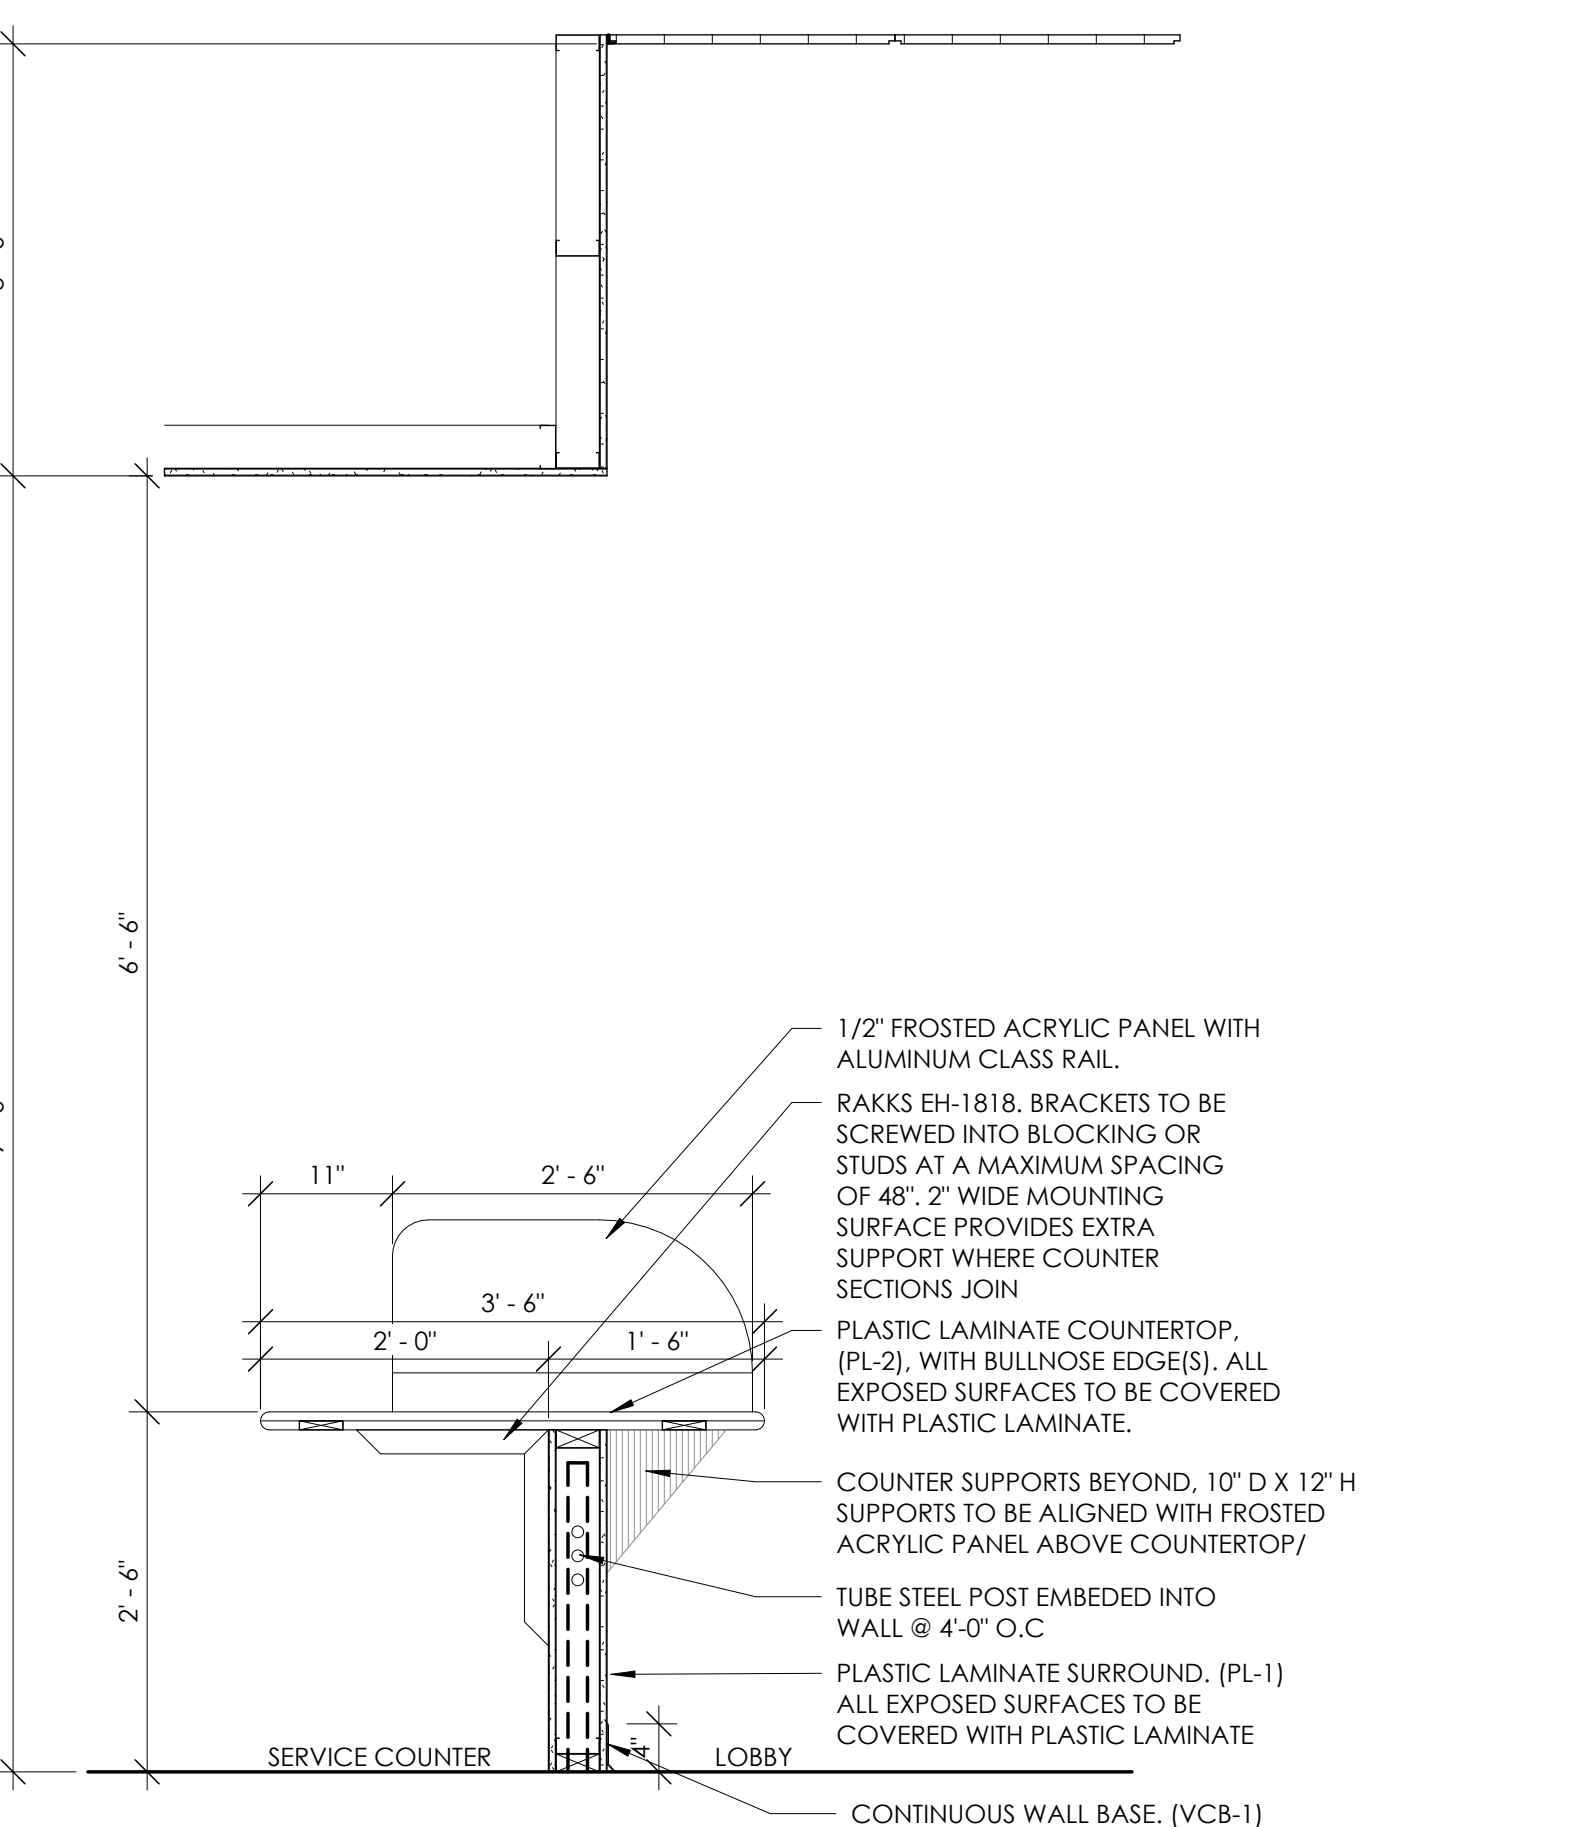 6' - 6"
1/2" FROSTED ACRYLIC PANEL WITH
ALUMINUM CLASS RAIL.
RAKKS EH-1818. BRACKETS TO BE
SCREWED INTO BLOCKING OR
STUDS AT A MAXIMUM SPACING
OF 48". 2" WIDE MOUNTING
SURFACE PROVIDES EXTRA
SUPPORT WHERE COUNTER
SECTIONS JOIN
11"
2' - 6"
3' - 6"
2' - 0"
1' - 6"
PLASTIC LAMINATE COUNTERTOP,
(PL-2), WITH BULLNOSE EDGE(S). ALL
EXPOSED SURFACES TO BE COVERED
WITH PLASTIC LAMINATE.
COUNTER SUPPORTS BEYOND, 10" D X 12" H
SUPPORTS TO BE ALIGNED WITH FROSTED
ACRYLIC PANEL ABOVE COUNTERTOP/
2' - 6"
TUBE STEEL POST EMBEDED INTO
WALL @ 4'-0" O.C
PLASTIC LAMINATE SURROUND. (PL-1)
ALL EXPOSED SURFACES TO BE
COVERED WITH PLASTIC LAMINATE
4"
SERVICE COUNTER
LOBBY
CONTINUOUS WALL BASE. (VCB-1)